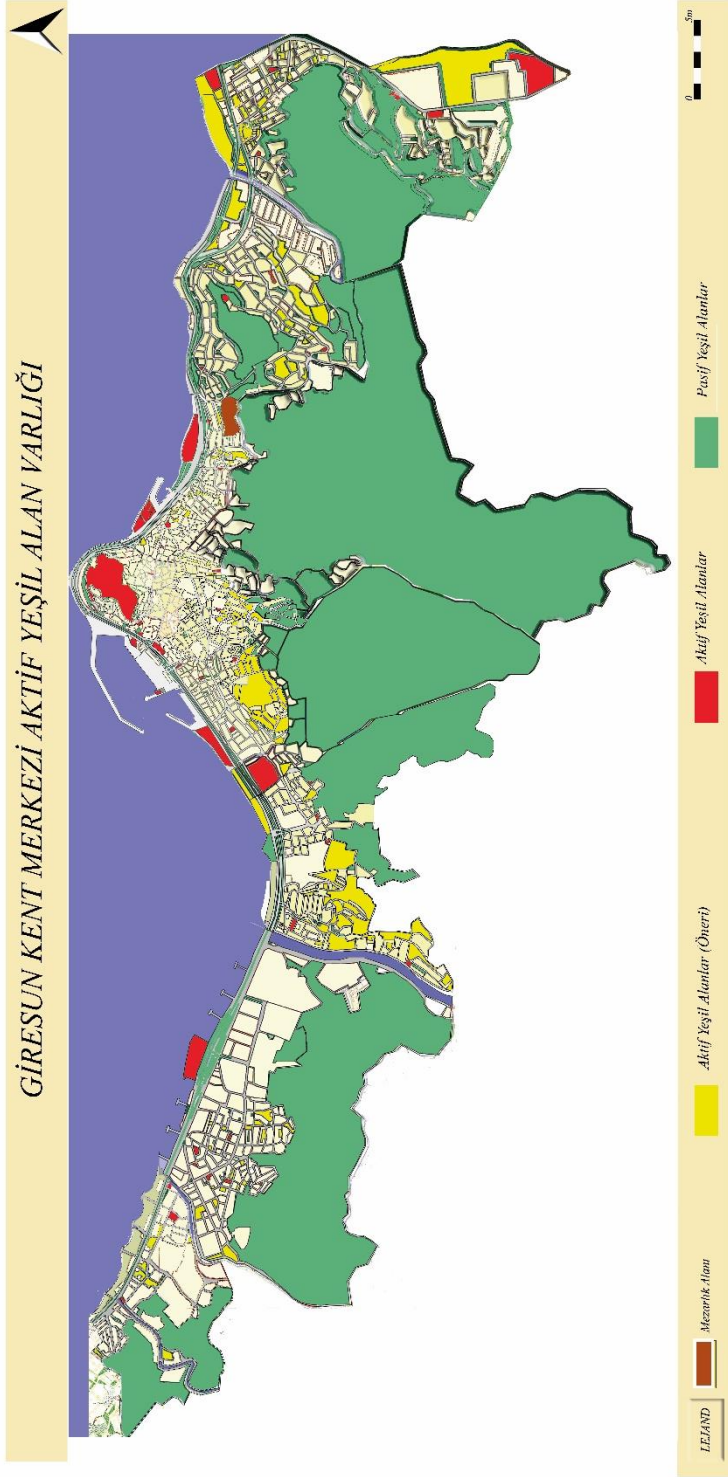 GİRESUN KENT MERKEZİ AKTİF YEŞİL ALAN VARLIĞI
LEJAND
Mezarlık Alanı
Aktif Yeşil Alanlar (Öneri)
Aktif Yeşil Alanlar
Pasif Yeşil Alanlar
0
5m